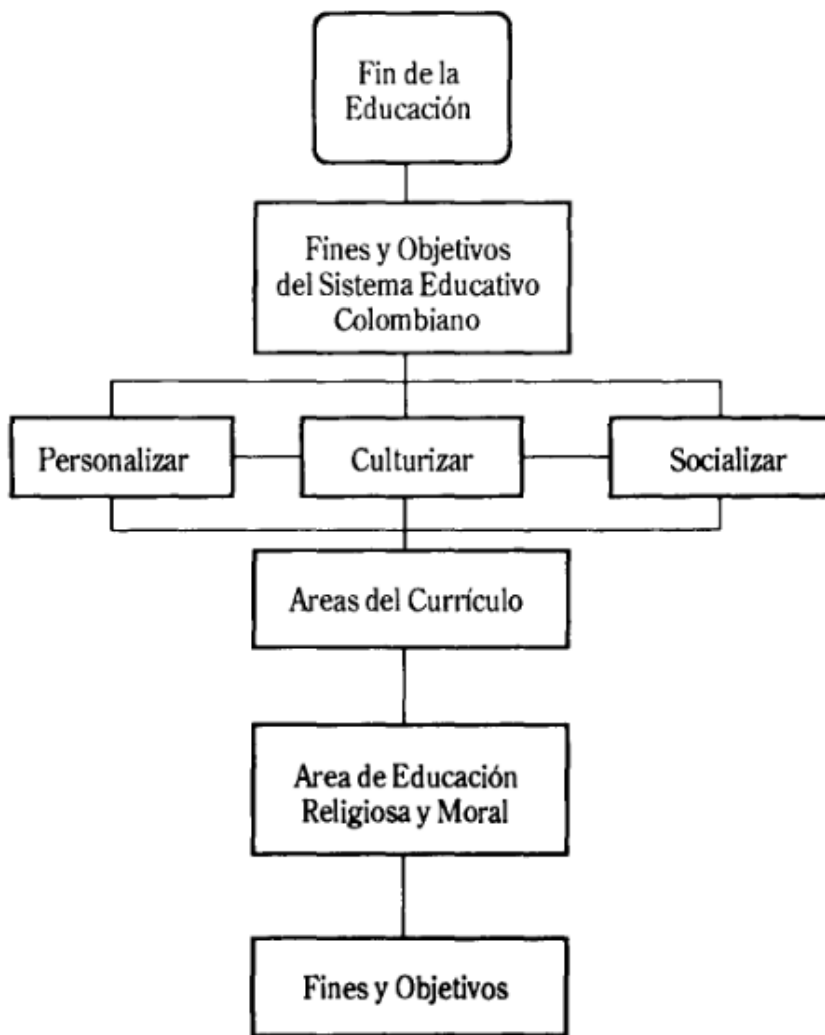 Fin de la
Educación
Fines y Objetivos
del Sistema Educativo
Colombiano
Personalizar
Culturizar
Socializar
Areas del Currículo
Area de Educación
Religiosa y Moral
Fines y Objetivos